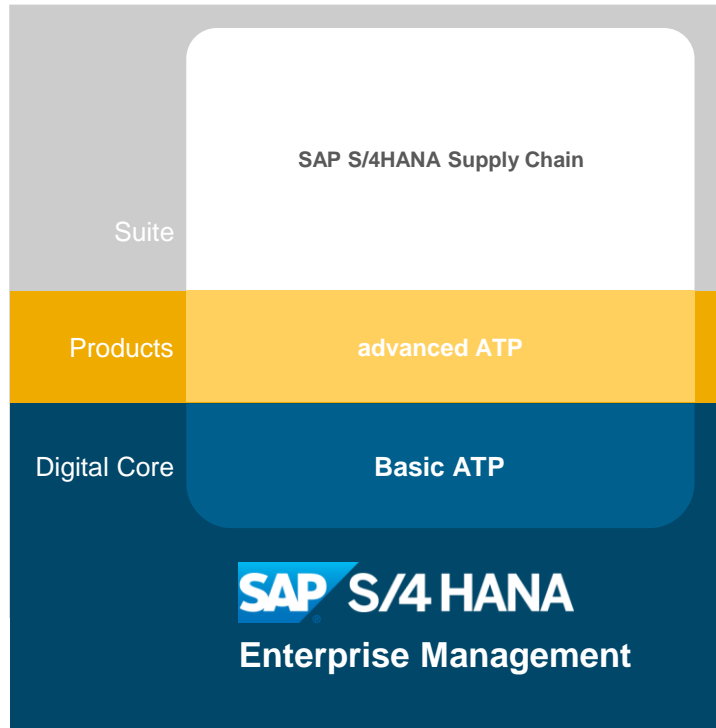 SAP S/4HANA Supply Chain
Suite
Products
advanced ATP
Digital Core
Basic ATP
SAP® S/4 HANA
Enterprise Management